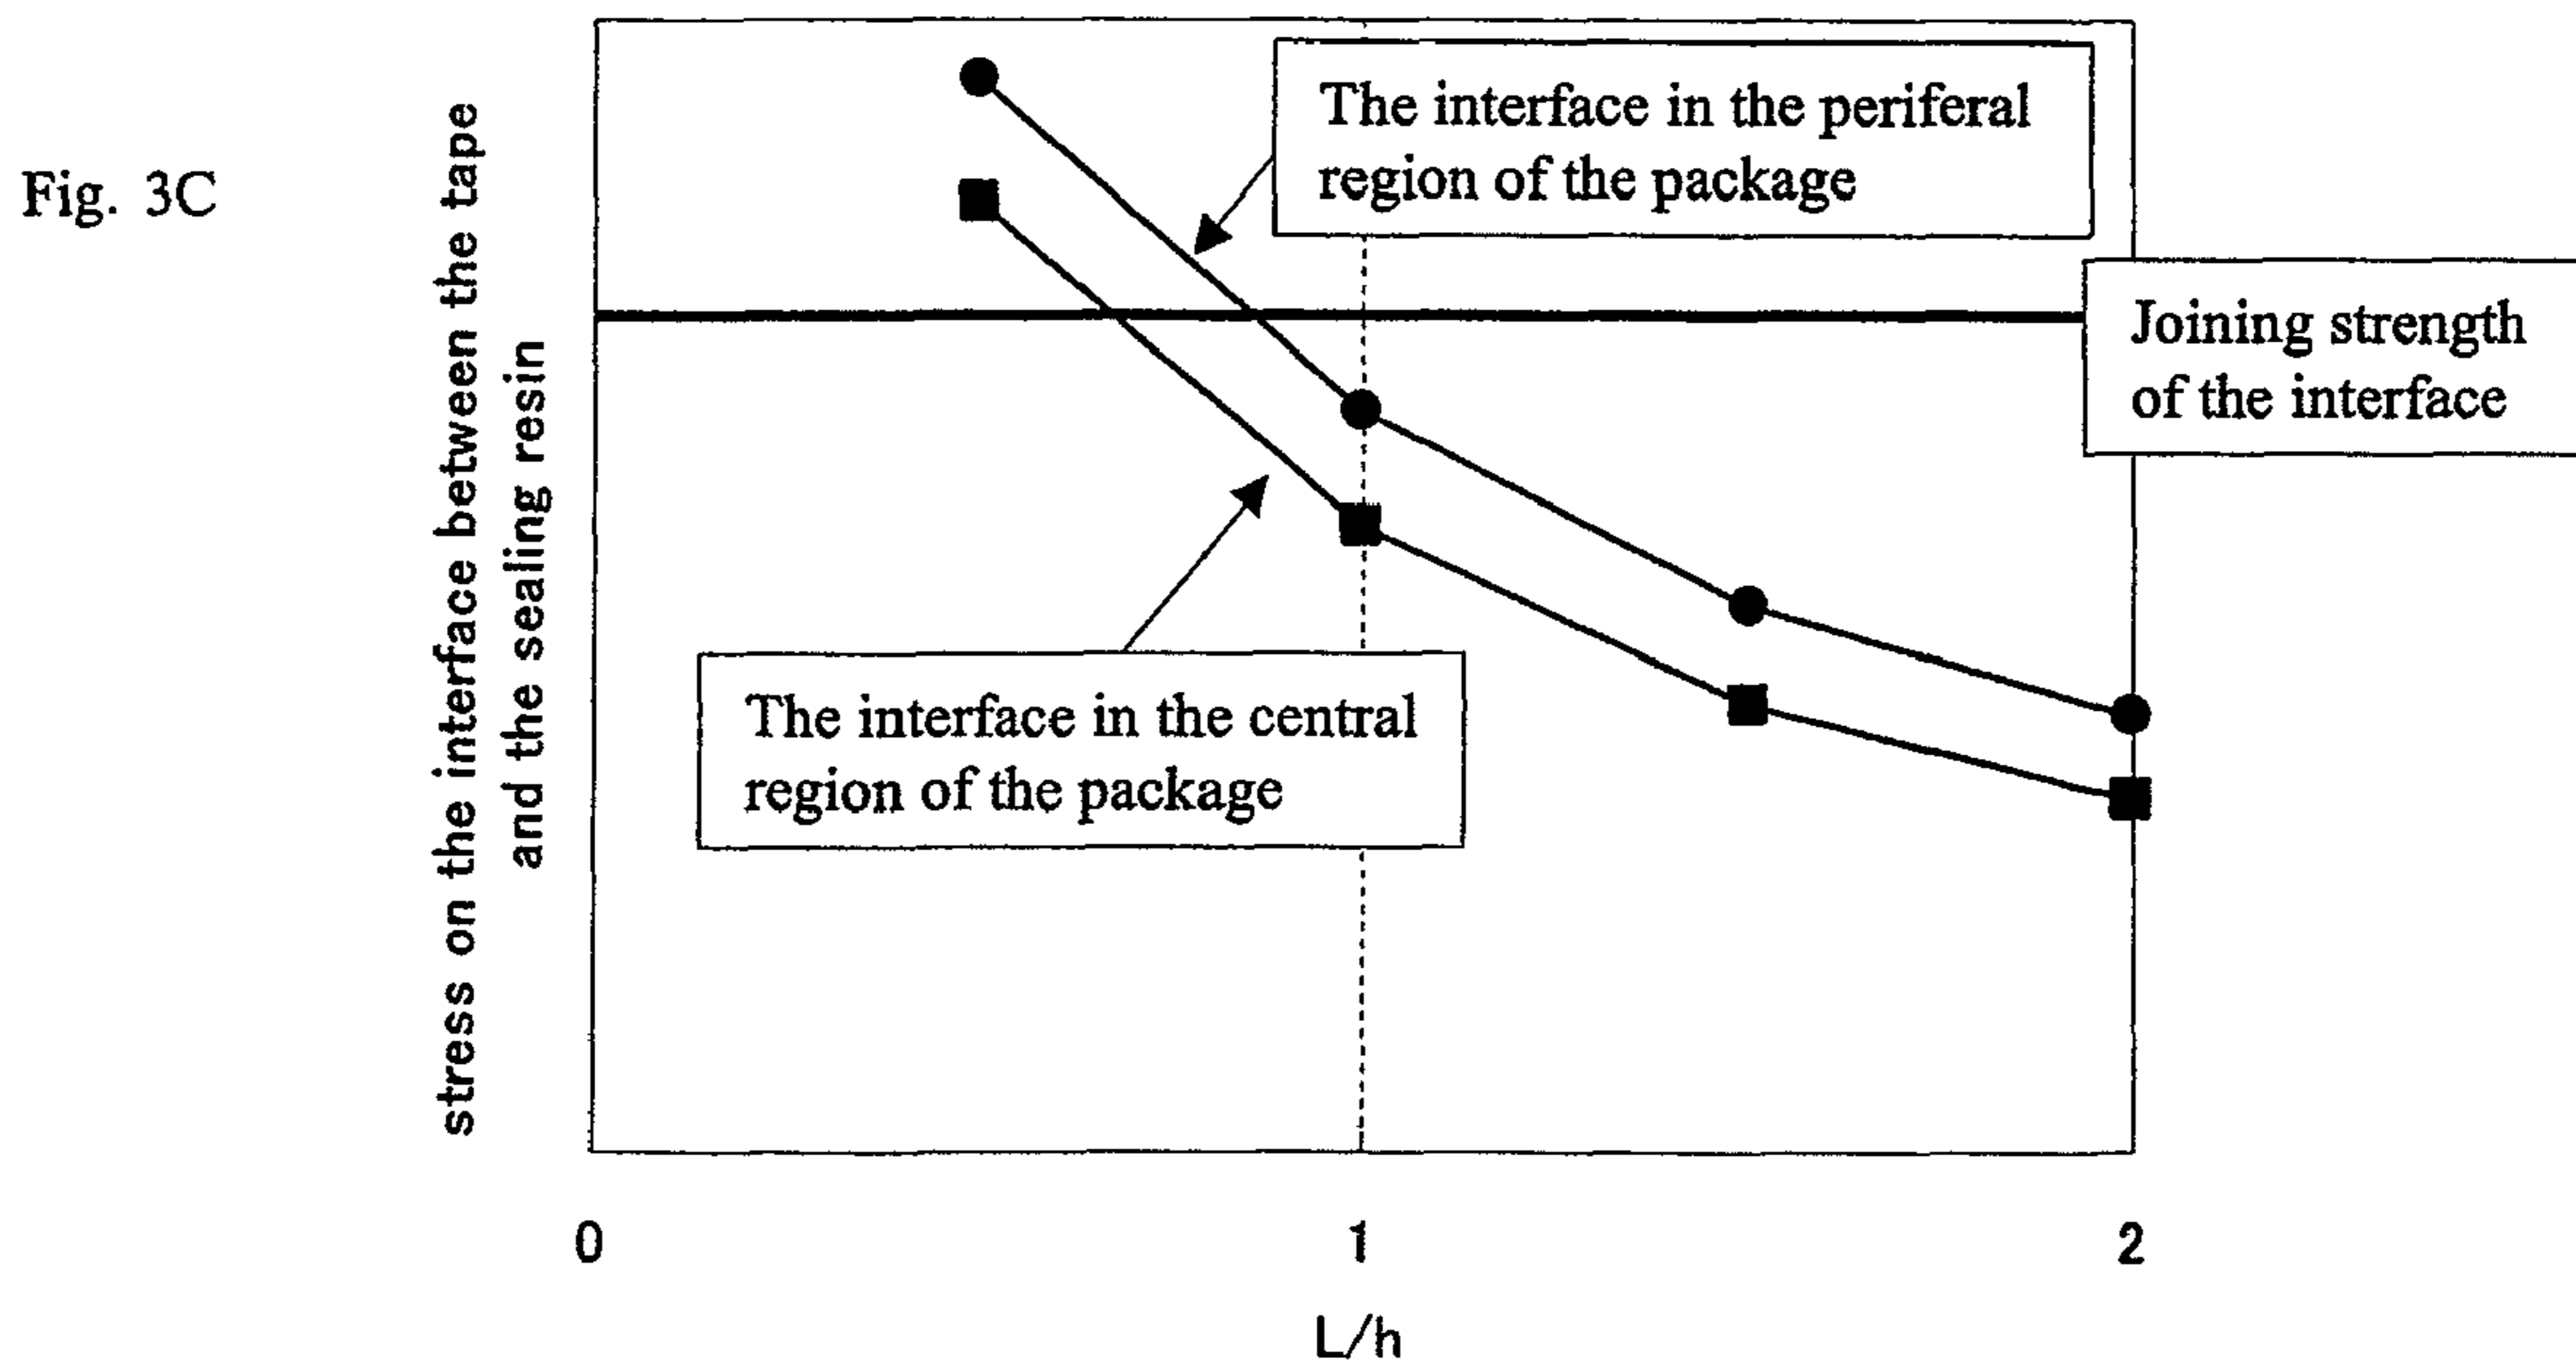 Fig. 3C
stress on the interface between the tape
and the sealing resin
The interface in the periferal
region of the package
Joining strength
of the interface
The interface in the central
region of the package
0
1
2
L/h